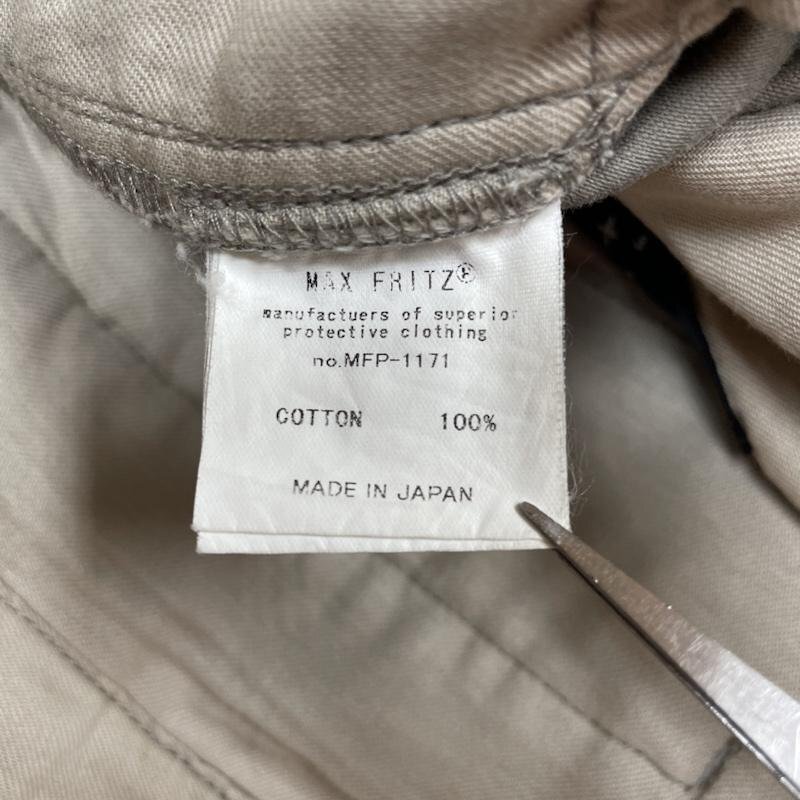 MAX FRITZ®
manufactuers of superior
protective clothing
no.MFP-1171
COTTON 100%
MADE IN JAPAN